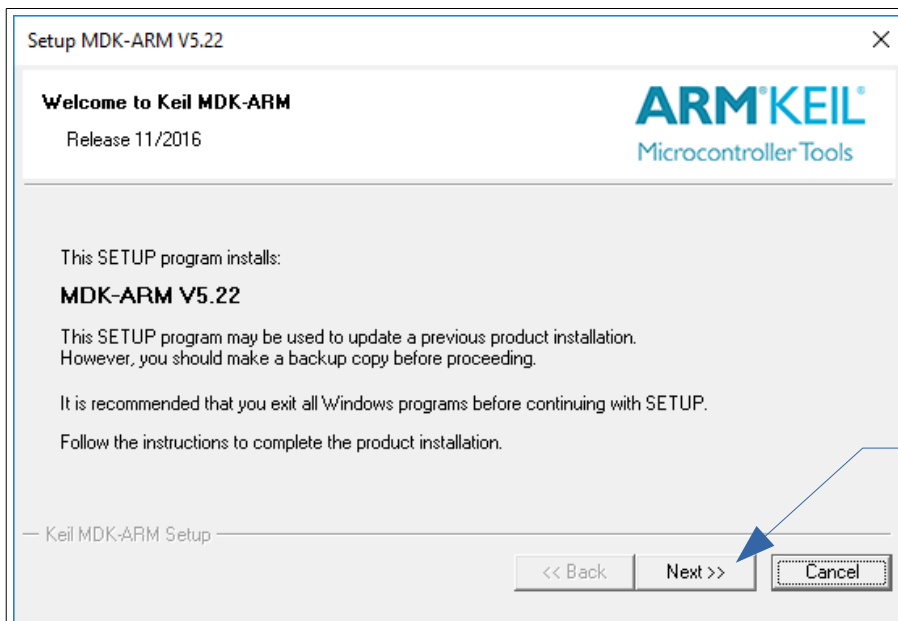 Setup MDK-ARM V5.22
Welcome to Keil MDK-ARM
Release 11/2016
ARM®KEIL®
Microcontroller Tools
This SETUP program installs:
MDK-ARM V5.22
This SETUP program may be used to update a previous product installation.
However, you should make a backup copy before proceeding.
It is recommended that you exit all Windows programs before continuing with SETUP.
Follow the instructions to complete the product installation.
Keil MDK-ARM Setup
<< Back Next >> Cancel